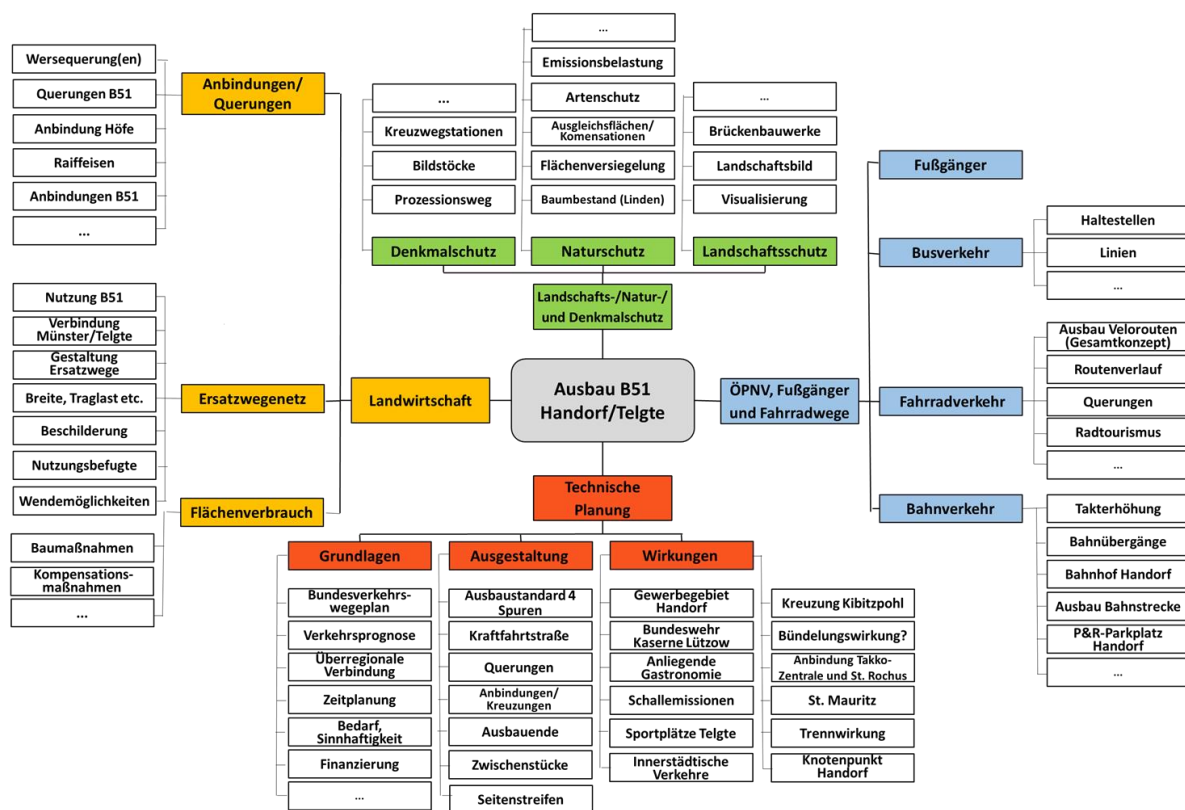 Wersequerung(en)
Querungen B51
Anbindung Höfe
Raiffeisen
Anbindungen B51
...
Anbindungen/
Querungen
Nutzung B51
Verbindung
Münster/Telgte
Gestaltung
Ersatzwege
Breite, Traglast etc.
Beschilderung
Nutzungsbefugte
Wendemöglichkeiten
Ersatzwegenetz
Baumaßnahmen
Kompensations-
maßnahmen
...
Flächenverbrauch
Landwirtschaft
...
Kreuzwegstationen
Bildstöcke
Prozessionsweg
Denkmalschutz
...
Emissionsbelastung
Artenschutz
Ausgleichsflächen/
Komensationen
Flächenversiegelung
Baumbestand (Linden)
Naturschutz
...
Brückenbauwerke
Landschaftsbild
Visualisierung
Landschaftsschutz
Landschafts-/Natur-/
und Denkmalschutz
Ausbau B51
Handorf/Telgte
ÖPNV, Fußgänger
und Fahrradwege
Fußgänger
Busverkehr
Haltestellen
Linien
...
Fahrradverkehr
Ausbau Velorouten
(Gesamtkonzept)
Routenverlauf
Querungen
Radtourismus
...
Bahnverkehr
Takterhöhung
Bahnübergänge
Bahnhof Handorf
Ausbau Bahnstrecke
P&R-Parkplatz
Handorf
...
Technische
Planung
Grundlagen
Bundesverkehrs-
wegeplan
Verkehrsprognose
Überregionale
Verbindung
Zeitplanung
Bedarf,
Sinnhaftigkeit
Finanzierung
...
Ausgestaltung
Ausbaustandard 4
Spuren
Kraftfahrtstraße
Querungen
Anbindungen/
Kreuzungen
Ausbauende
Zwischenstücke
Seitenstreifen
Wirkungen
Gewerbegebiet
Handorf
Bundeswehr
Kaserne Lützow
Anliegende
Gastronomie
Schallemissionen
Sportplätze Telgte
Innerstädtische
Verkehre
Kreuzung Kibitzpohl
Bündelungswirkung?
Anbindung Takko-
Zentrale und St. Rochus
St. Mauritz
Trennwirkung
Knotenpunkt
Handorf